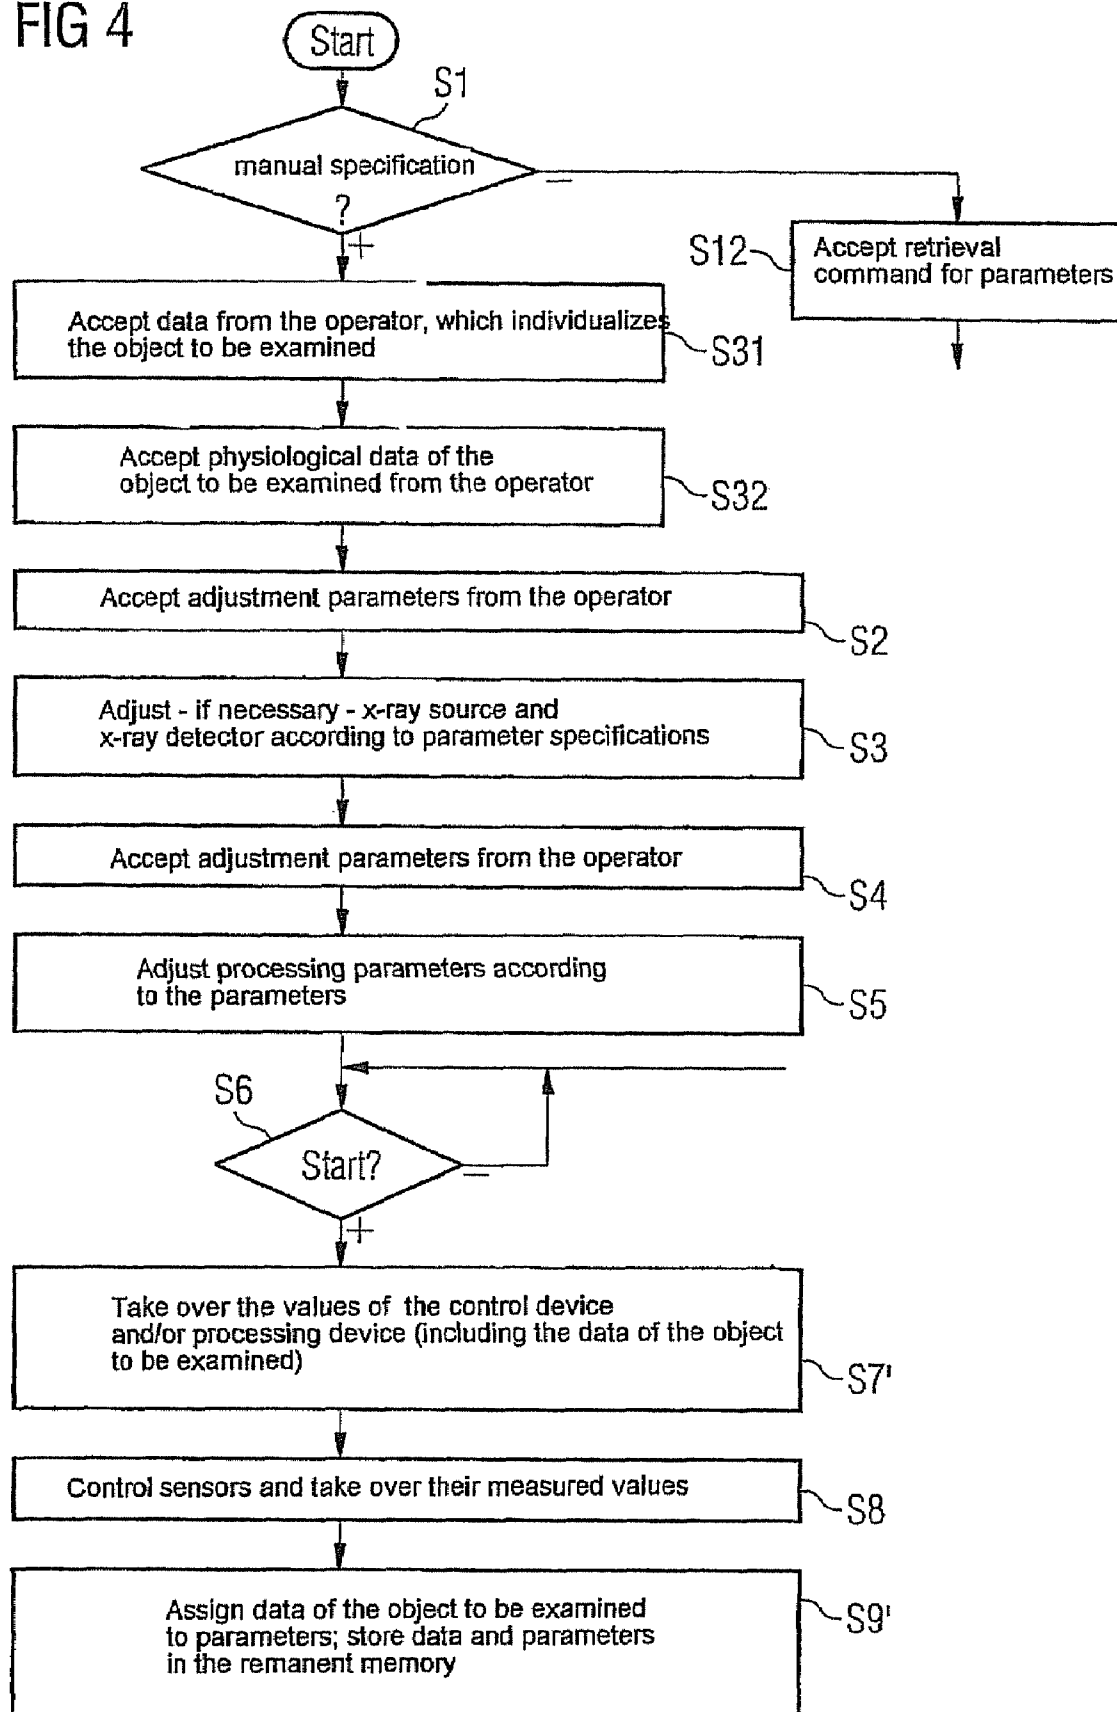 FIG 4
Start
S1
manual specification
?
–
+
S12
Accept retrieval
command for parameters
Accept data from the operator, which individualizes
the object to be examined
S31
Accept physiological data of the
object to be examined from the operator
S32
Accept adjustment parameters from the operator
S2
Adjust - if necessary - x-ray source and
x-ray detector according to parameter specifications
S3
Accept adjustment parameters from the operator
S4
Adjust processing parameters according
to the parameters
S5
S6
Start?
–
+
Take over the values of the control device
and/or processing device (including the data of the object
to be examined)
S7'
Control sensors and take over their measured values
S8
Assign data of the object to be examined
to parameters; store data and parameters
in the remanent memory
S9'